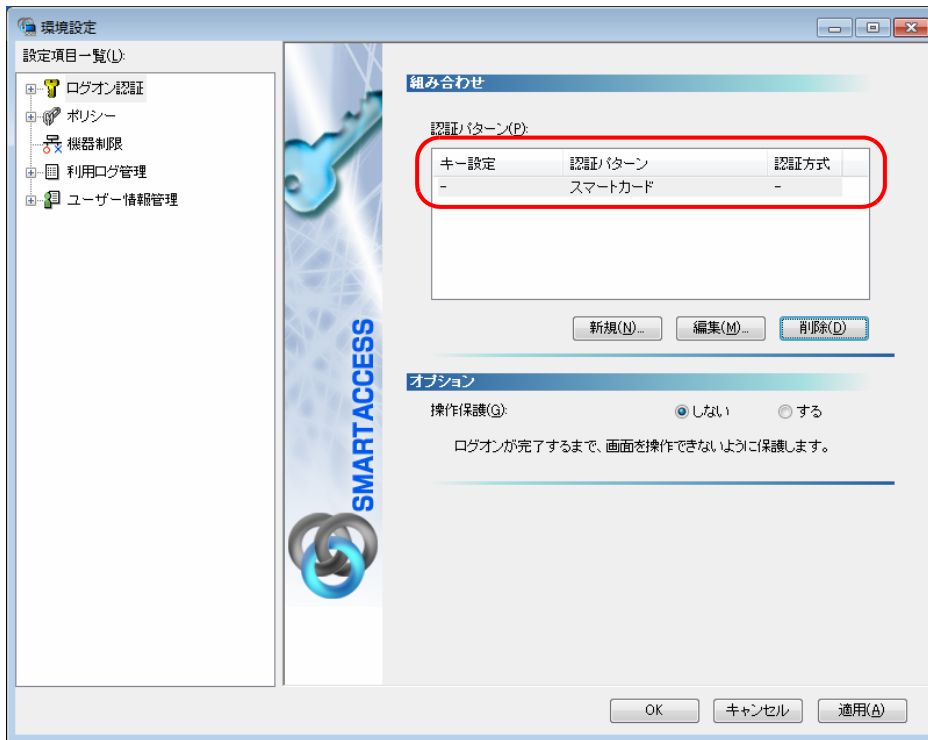 環境設定
設定項目一覧(L):
ログオン認証
ポリシー
機器制限
利用ログ管理
ユーザー情報管理
SMARTACCESS
組み合わせ
認証パターン(P):
キー設定 認証パターン 認証方式
- スマートカード -
新規(N)... 編集(M)... 削除(D)
オプション
操作保護(G): しない する
ログオンが完了するまで、画面を操作できないように保護します。
OK キャンセル 適用(A)